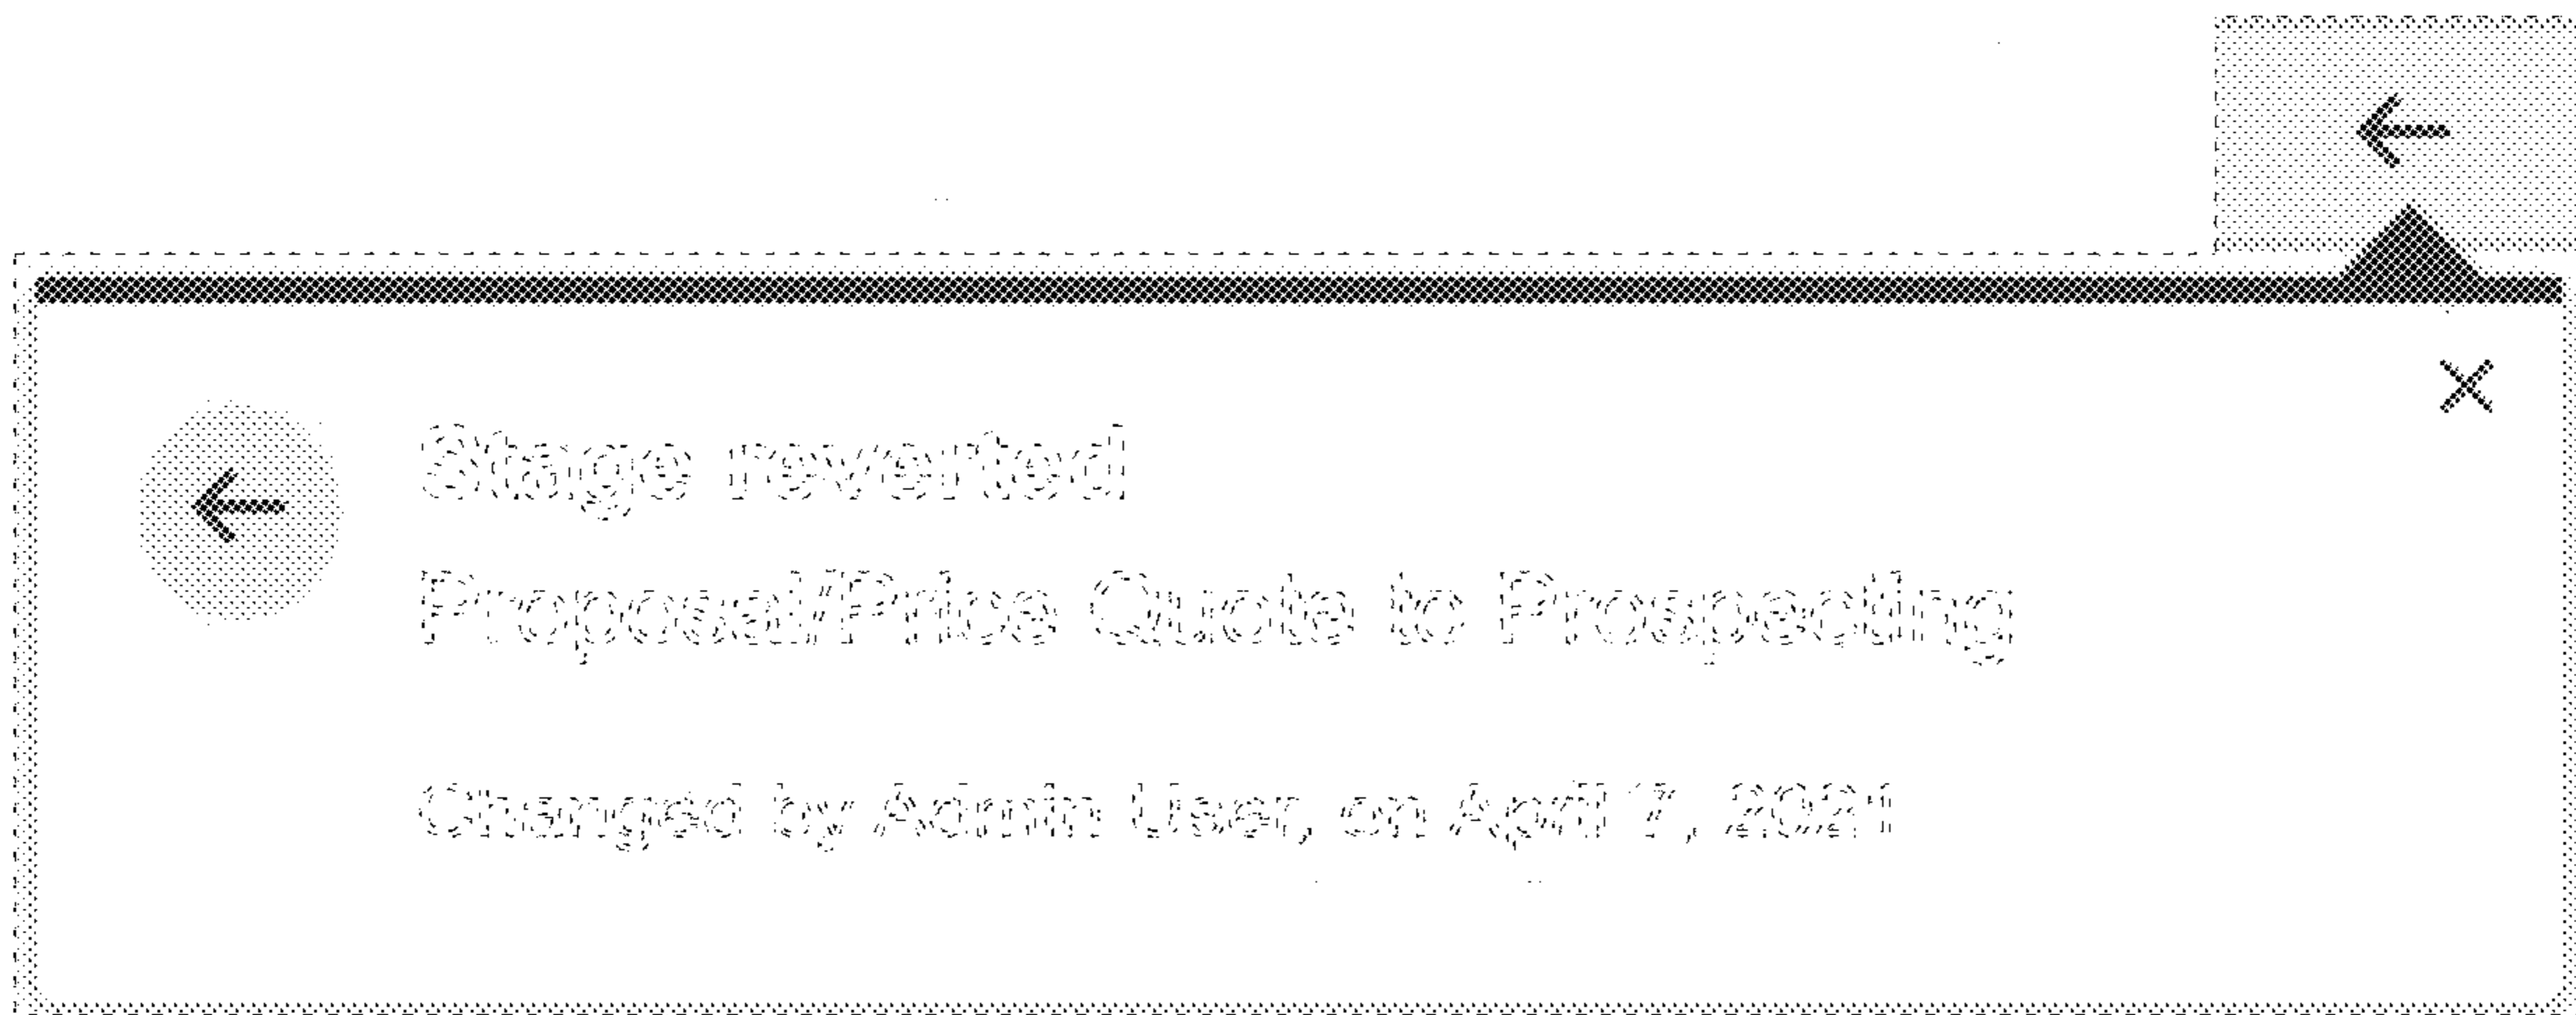 Stage reverted
Proposal/Price Quote to Prospecting
Changed by Admin User, on April 7, 2021